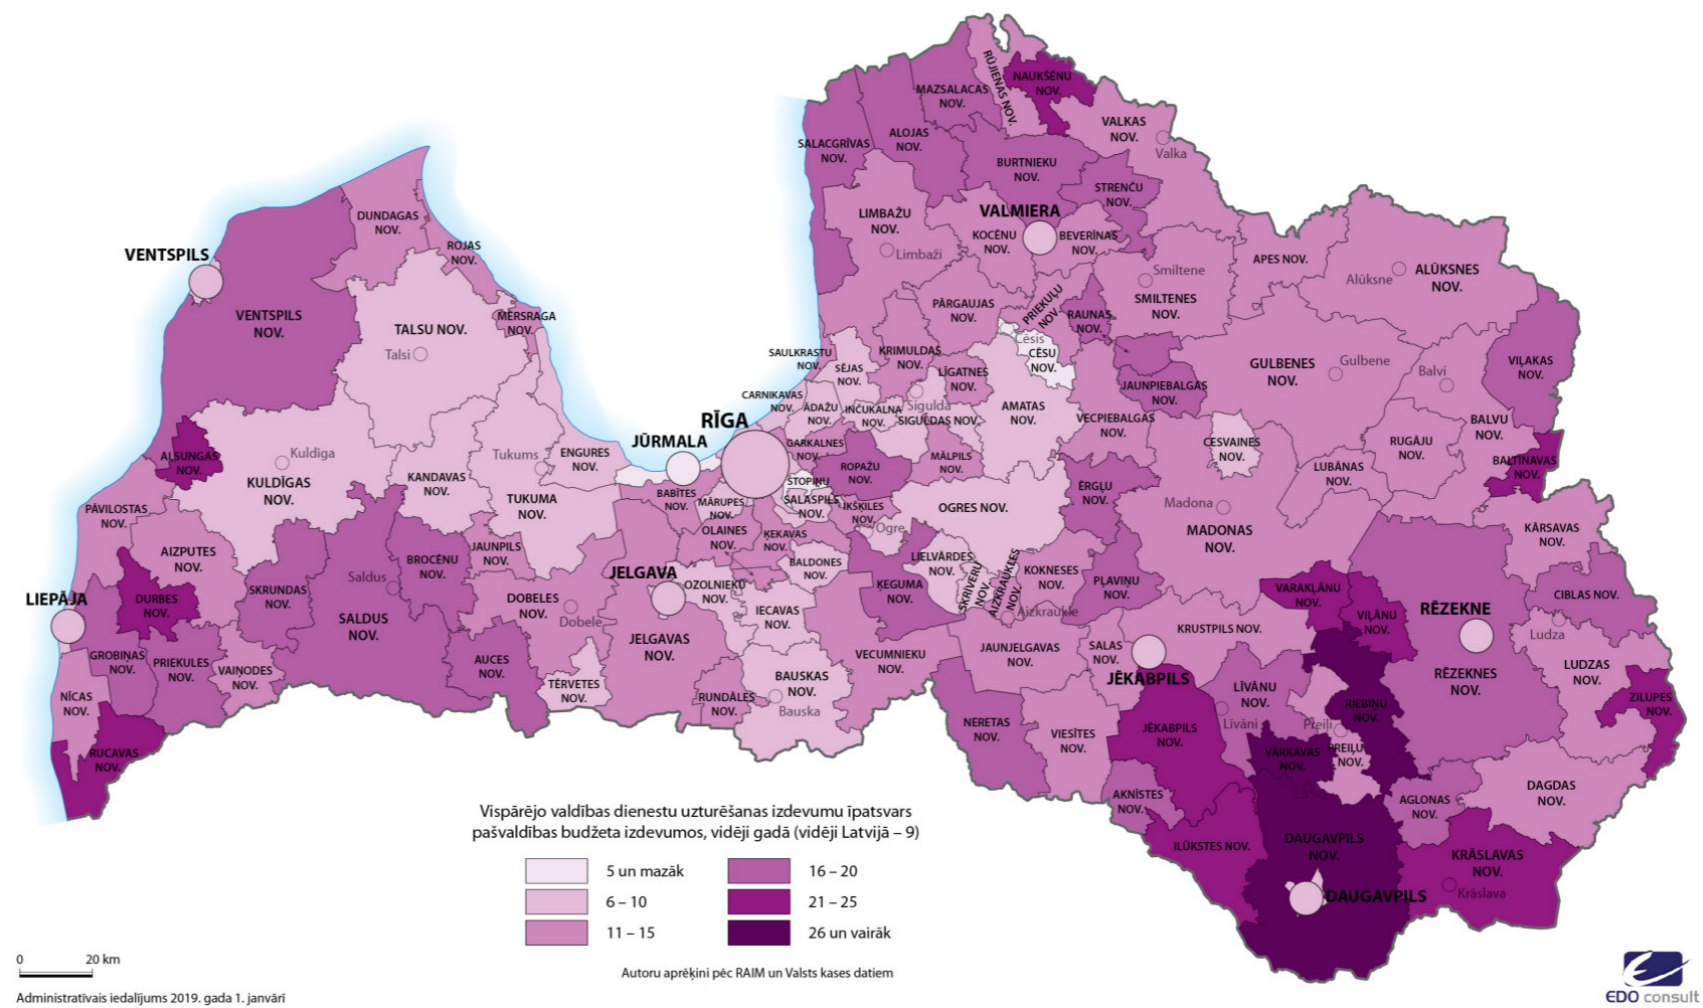 NAUKŠĒNU
NOV.
RŪJIENAS NOV.
MAZSALACAS
NOV.
VALKAS
NOV.
Valka
SALACGRĪVAS
NOV.
ALOJAS
NOV.
BURTNIEKU
NOV.
STRENČU
NOV.
DUNDAGAS
NOV.
LIMBAŽU
NOV.
Limbaži
VALMIERA
KOCĒNU
NOV.
BEVERĪNAS
NOV.
VENTSPILS
ROJAS
NOV.
APES NOV.
Smiltene
SMILTENES
NOV.
Alūksne
ALŪKSNES
NOV.
VENTSPILS
NOV.
TALSU NOV.
Talsi
MĒRSRAGA
NOV.
PĀRGAUJAS
NOV.
PRIEKUĻU
NOV.
RAUNAS
NOV.
Cēsis
CĒSU
NOV.
SAULKRASTU
NOV.
SĒJAS
NOV.
KRIMULDAS
NOV.
LĪGATNES
NOV.
JAUNPIEBALGAS
NOV.
GULBENES
NOV.
Gulbene
Balvi
VIĻAKAS
NOV.
CARNIKAVAS
NOV.
ĀDAŽU
NOV.
INČUKALNA
NOV.
Sigulda
SIGULDAS NOV.
AMATAS
NOV.
VECPIEBALGAS
NOV.
CESVAINES
NOV.
RUGĀJU
NOV.
BALVU
NOV.
BALTINAVAS
NOV.
RĪGA
JŪRMALA
GARKALNES
NOV.
ROPAŽU
NOV.
MĀLPILS
NOV.
LUBĀNAS
NOV.
ALSUNGAS
NOV.
Kuldīga
KULDĪGAS
NOV.
KANDAVAS
NOV.
Tukums
TUKUMA
NOV.
ENGURES
NOV.
BABĪTES
NOV.
MĀRUPES
NOV.
STOPIŅU
SALASPILS
NOV.
IKŠĶILES
NOV.
Ogre
OGRES NOV.
ĒRGĻU
NOV.
Madona
MADONAS
NOV.
KĀRSAVAS
NOV.
PĀVILOSTAS
NOV.
AIZPUTES
NOV.
OLAINES
NOV.
ĶEKAVAS
NOV.
BALDONES
NOV.
LIELVĀRDES
NOV.
SKRĪVERU
NOV.
AIZKRAUKLES
NOV.
Aizkraukle
KOKNESES
NOV.
PĻAVIŅU
NOV.
BROCĒNU
NOV.
JAUNPILS
NOV.
Saldus
SKRUNDAS
NOV.
SALDUS
NOV.
DURBES
NOV.
LIEPĀJA
JELGAVA
OZOLNIEKU
NOV.
DOBELES
NOV.
Dobele
IECAVAS
NOV.
ĶEGUMA
NOV.
JELGAVAS
NOV.
VARAKĻĀNU
NOV.
VIĻĀNU
NOV.
RĒZEKNE
CIBLAS NOV.
Ludza
LUDZAS
NOV.
RĒZEKNES
NOV.
ZILUPES
NOV.
GROBIŅAS
NOV.
PRIEKULES
NOV.
VAIŅODES
NOV.
AUCES
NOV.
TĒRVETES
NOV.
RUNDĀLES
NOV.
BAUSKAS
NOV.
Bauska
VECUMNIEKU
NOV.
JAUNJELGAVAS
NOV.
SALAS
NOV.
KRUSTPILS NOV.
JĒKABPILS
NĪCAS
NOV.
RUCAVAS
NOV.
NERETAS
NOV.
VIESĪTES
NOV.
JĒKABPILS
NOV.
LĪVĀNU
NOV.
Līvāni
RIEBIŅU
NOV.
Preiļi
PREIĻU
NOV.
VĀRKAVAS
NOV.
AKNĪSTES
NOV.
AGLONAS
NOV.
DAGDAS
NOV.
ILŪKSTES NOV.
DAUGAVPILS
NOV.
KRĀSLAVAS
NOV.
Krāslava
DAUGAVPILS
Vispārējo valdības dienestu uzturēšanas izdevumu īpatsvars
pašvaldības budžeta izdevumos, vidēji gadā (vidēji Latvijā – 9)
5 un mazāk
6 – 10
11 – 15
16 – 20
21 – 25
26 un vairāk
Autoru aprēķini pēc RAIM un Valsts kases datiem
0 20 km
Administratīvais iedalījums 2019. gada 1. janvārī
EDO consult